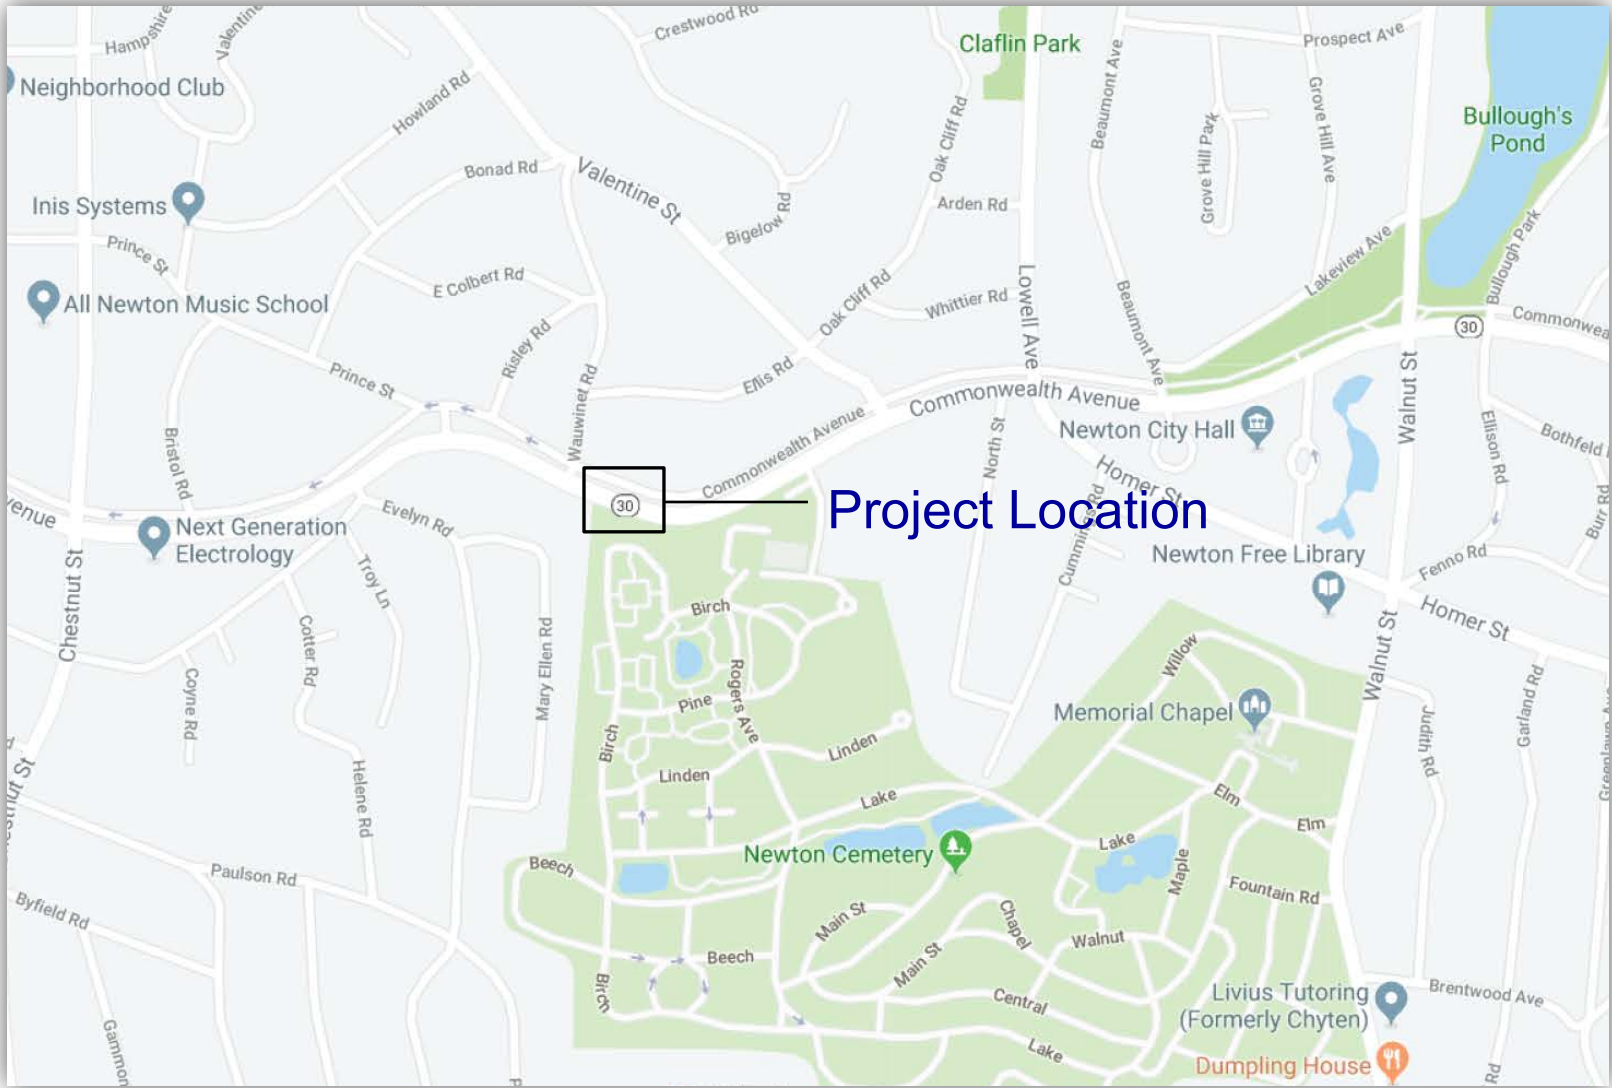 Hampshire
Valentine
Crestwood Rd
Claflin Park
Prospect Ave
Neighborhood Club
Howland Rd
Beaumont Ave
Grove Hill Ave
Bullough's
Pond
Oak Cliff Rd
Grove Hill Park
Bonad Rd
Valentine St
Inis Systems
Arden Rd
Bigelow Rd
Prince St
Lakeview Ave
Bullough Park
E Colbert Rd
All Newton Music School
Oak Cliff Rd
Whittier Rd
Lowell Ave
Beaumont Ave
30
Commonwea
Risley Rd
Prince St
Ellis Rd
Wauwinet Rd
Commonwealth Avenue
Commonwealth Avenue
Walnut St
Newton City Hall
North St
Ellison Rd
Bothfeld
Bristol Rd
Homer St
30
Project Location
venue
Evelyn Rd
Next Generation
Electrology
Cummings Rd
Burr Rd
Newton Free Library
Fenno Rd
Chestnut St
Troy Ln
Homer St
Birch
Cotter Rd
Mary Ellen Rd
Willow
Walnut St
Coyne Rd
Rogers Ave
Pine
Memorial Chapel
Judith Rd
Garland Rd
Birch
Linden
Linden
Helene Rd
Lake
Elm
Elm
Newton Cemetery
Lake
Beech
Maple
Paulson Rd
Fountain Rd
Byfield Rd
Main St
Chapel
Walnut
Beech
Main St
Birch
Central
Livius Tutoring
(Formerly Chyten)
Brentwood Ave
Gammon
Lake
Dumpling House
Rd